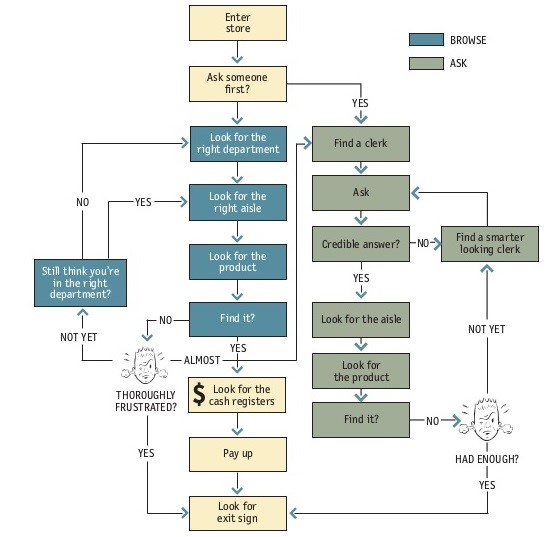 Enter
store
BROWSE
ASK
Ask someone
first?
YES
Look for the
right department
Find a clerk
Ask
NO
YES
Look for the
right aisle
Credible answer?
NO
Find a smarter
looking clerk
Look for the
product
Still think you're
in the right
department?
YES
Find it?
Look for the aisle
NO
NOT YET
NOT YET
YES
ALMOST
Look for
the product
THOROUGHLY
FRUSTRATED?
$ Look for the
cash registers
Find it?
NO
YES
Pay up
HAD ENOUGH?
YES
Look for
exit sign